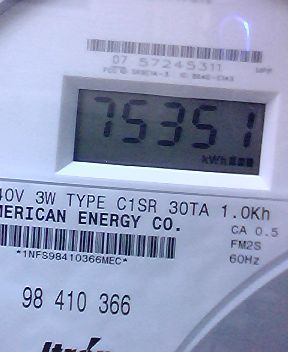 07 57245311
75351
kWh
40V 3W TYPE C1SR 30TA 1.0Kh
MERICAN ENERGY CO.
CA 0.5
FM2S
60Hz
*1NFS98410366MEC*
98 410 366
Itron